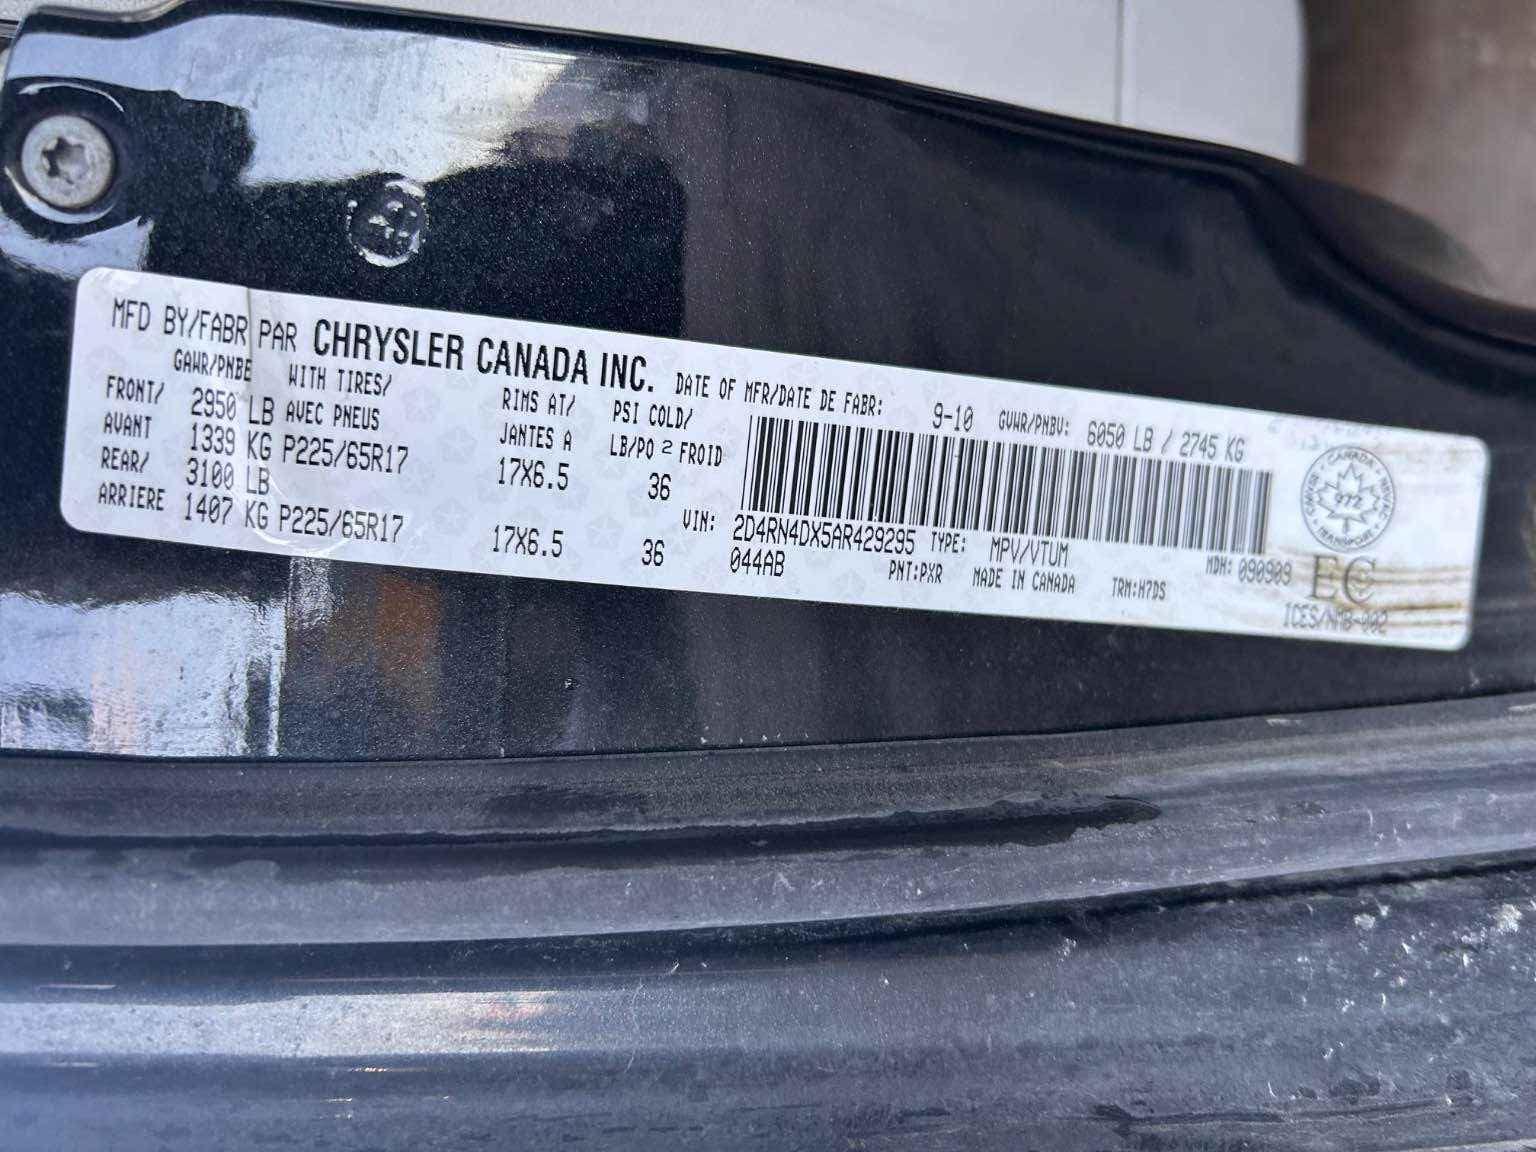 MFD BY/FABR PAR CHRYSLER CANADA INC. DATE OF MFR/DATE DE FABR: 9-10 GVWR/PNBV: 6050 LB / 2745 KG
GAWR/PNBE WITH TIRES/ RIMS AT/ PSI COLD/
FRONT/ 2950 LB AVEC PNEUS JANTES A LB/PO 2 FROID
AVANT 1339 KG P225/65R17 17X6.5 36
REAR/ 3100 LB
ARRIERE 1407 KG P225/65R17 17X6.5 36
VIN: 2D4RN4DX5AR429295 TYPE: MPV/VTUM
044AB PNT:PXR MADE IN CANADA TRM:H7DS MDH: 090909
CANADA
972
TRANSPORT
EC
ICES/NMB-002